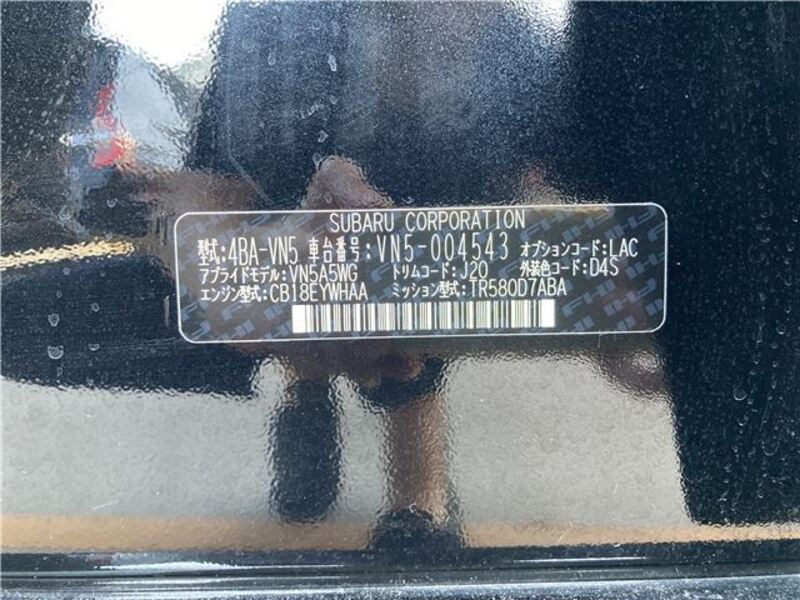 SUBARU CORPORATION
型式:4BA-VN5 車台番号:VN5-004543 オプションコード:LAC
アプライドモデル:VN5A5WG トリムコード:J20 外装色コード:D4S
エンジン型式:CB18EYWHAA ミッション型式:TR580D7ABA